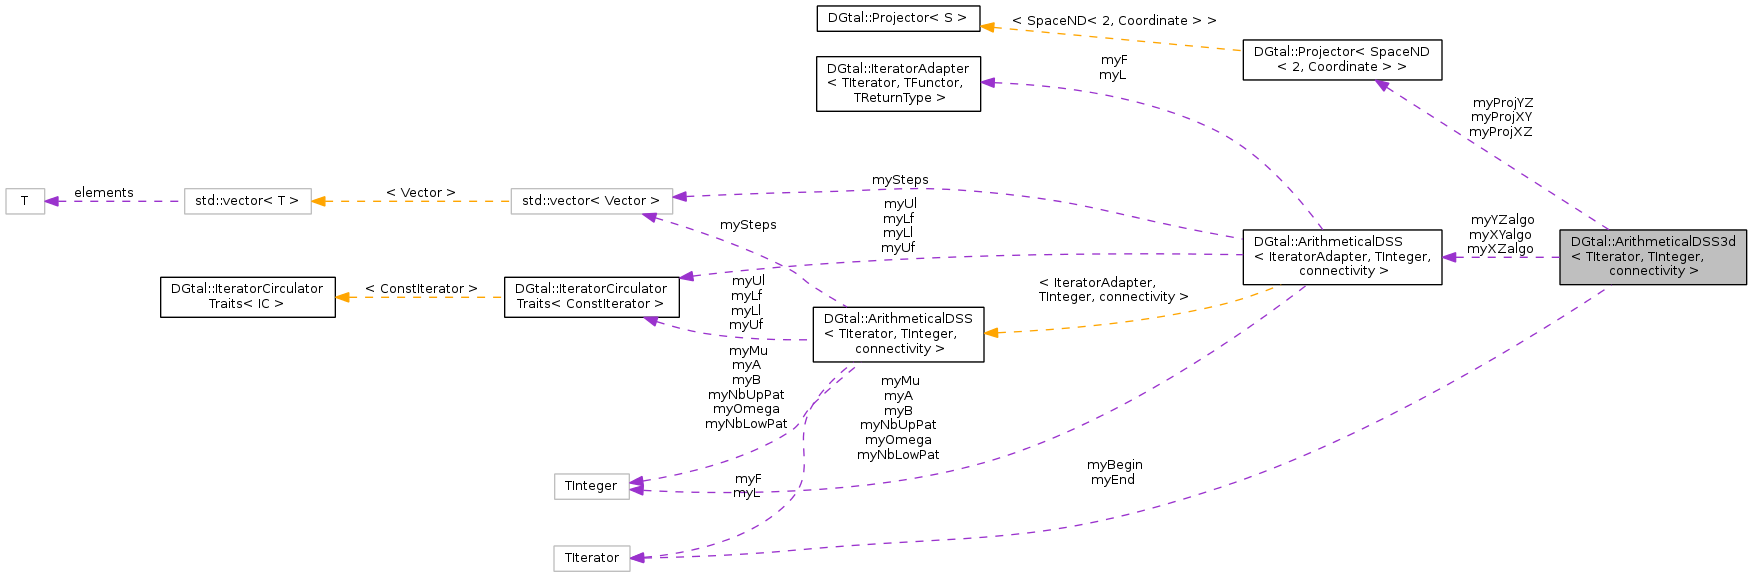 DGtal::Projector< S >
< SpaceND< 2, Coordinate > >
DGtal::Projector< SpaceND
< 2, Coordinate > >
DGtal::IteratorAdapter
< TIterator, TFunctor,
TReturnType >
myF
myL
myProjYZ
myProjXY
myProjXZ
T
elements
std::vector< T >
< Vector >
std::vector< Vector >
mySteps
mySteps
myUl
myLf
myLl
myUf
DGtal::ArithmeticalDSS
< IteratorAdapter, TInteger,
connectivity >
myYZalgo
myXYalgo
myXZalgo
DGtal::ArithmeticalDSS3d
< TIterator, TInteger,
connectivity >
DGtal::IteratorCirculator
Traits< IC >
< ConstIterator >
DGtal::IteratorCirculator
Traits< ConstIterator >
myUl
myLf
myLl
myUf
< IteratorAdapter,
TInteger, connectivity >
DGtal::ArithmeticalDSS
< TIterator, TInteger,
connectivity >
myMu
myA
myB
myNbUpPat
myOmega
myNbLowPat
myMu
myA
myB
myNbUpPat
myOmega
myNbLowPat
TInteger
myF
myL
myBegin
myEnd
TIterator